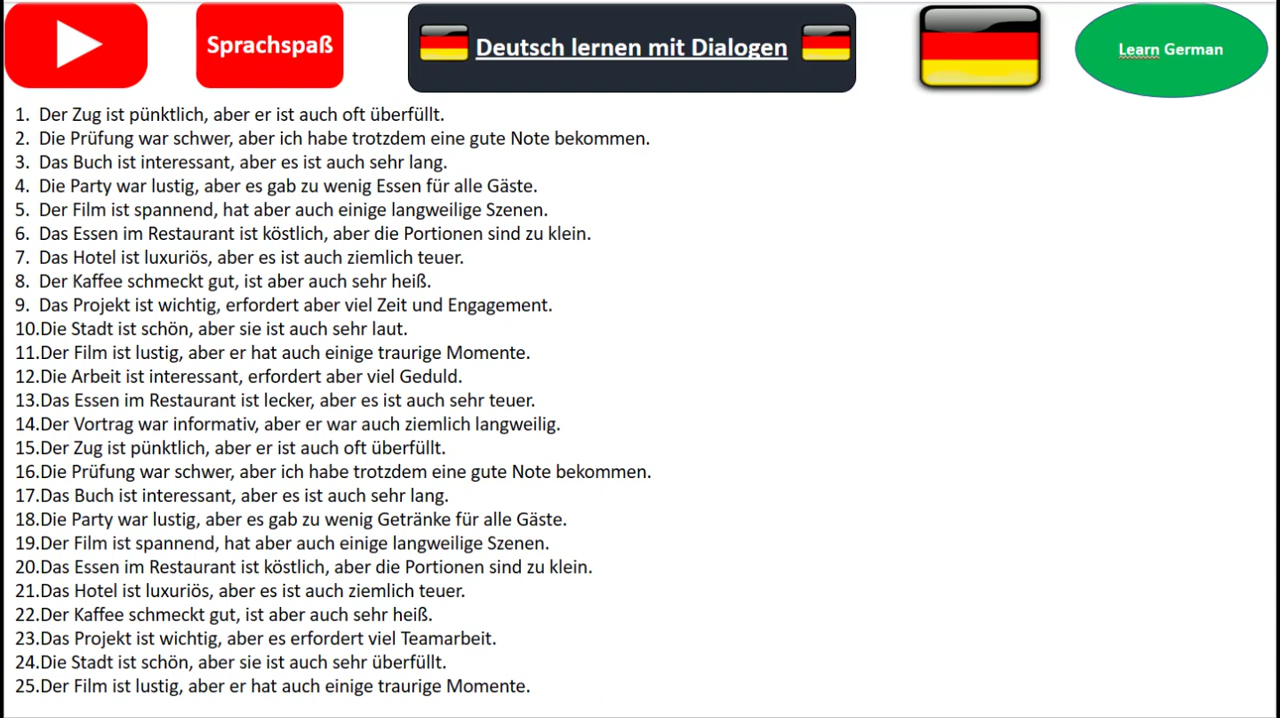 Sprachspaß
Deutsch lernen mit Dialogen
Learn German
1. Der Zug ist pünktlich, aber er ist auch oft überfüllt.
2. Die Prüfung war schwer, aber ich habe trotzdem eine gute Note bekommen.
3. Das Buch ist interessant, aber es ist auch sehr lang.
4. Die Party war lustig, aber es gab zu wenig Essen für alle Gäste.
5. Der Film ist spannend, hat aber auch einige langweilige Szenen.
6. Das Essen im Restaurant ist köstlich, aber die Portionen sind zu klein.
7. Das Hotel ist luxuriös, aber es ist auch ziemlich teuer.
8. Der Kaffee schmeckt gut, ist aber auch sehr heiß.
9. Das Projekt ist wichtig, erfordert aber viel Zeit und Engagement.
10.Die Stadt ist schön, aber sie ist auch sehr laut.
11.Der Film ist lustig, aber er hat auch einige traurige Momente.
12.Die Arbeit ist interessant, erfordert aber viel Geduld.
13.Das Essen im Restaurant ist lecker, aber es ist auch sehr teuer.
14.Der Vortrag war informativ, aber er war auch ziemlich langweilig.
15.Der Zug ist pünktlich, aber er ist auch oft überfüllt.
16.Die Prüfung war schwer, aber ich habe trotzdem eine gute Note bekommen.
17.Das Buch ist interessant, aber es ist auch sehr lang.
18.Die Party war lustig, aber es gab zu wenig Getränke für alle Gäste.
19.Der Film ist spannend, hat aber auch einige langweilige Szenen.
20.Das Essen im Restaurant ist köstlich, aber die Portionen sind zu klein.
21.Das Hotel ist luxuriös, aber es ist auch ziemlich teuer.
22.Der Kaffee schmeckt gut, ist aber auch sehr heiß.
23.Das Projekt ist wichtig, aber es erfordert viel Teamarbeit.
24.Die Stadt ist schön, aber sie ist auch sehr überfüllt.
25.Der Film ist lustig, aber er hat auch einige traurige Momente.